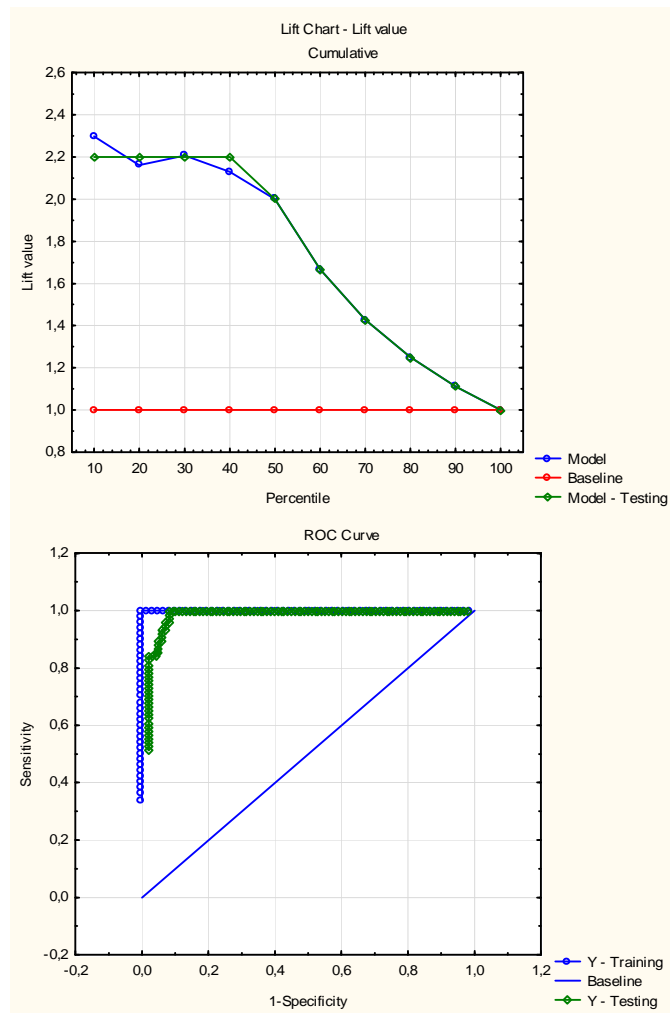 Lift Chart - Lift value
Cumulative
2,6
2,4
2,2
2,0
1,8
1,6
1,4
1,2
1,0
0,8
Lift value
10 20 30 40 50 60 70 80 90 100
Percentile
Model
Baseline
Model - Testing
ROC Curve
1,2
1,0
0,8
0,6
0,4
0,2
0,0
-0,2
Sensitivity
-0,2 0,0 0,2 0,4 0,6 0,8 1,0 1,2
1-Specificity
Y - Training
Baseline
Y - Testing